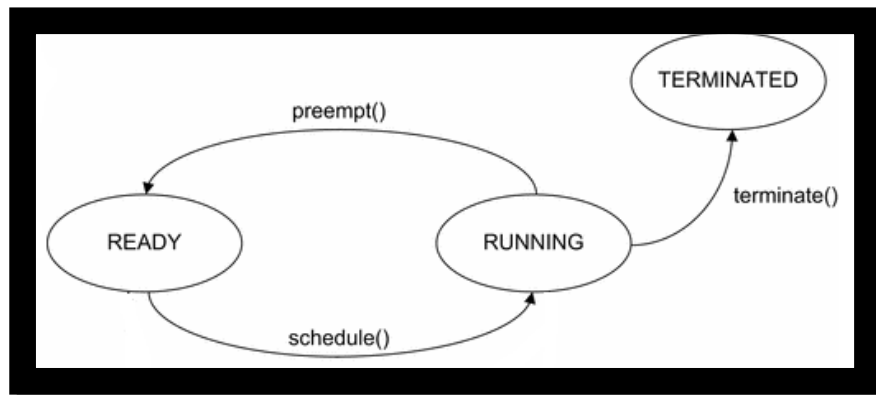 TERMINATED
preempt()
terminate()
READY
RUNNING
schedule()